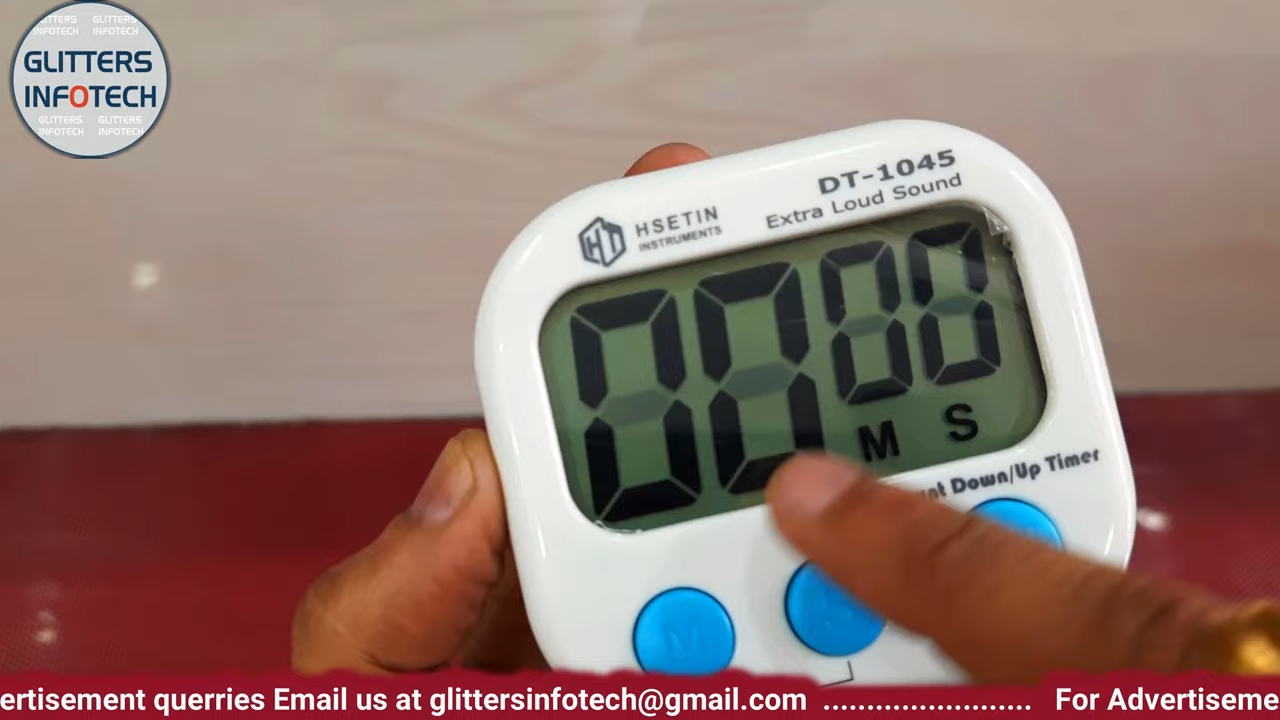 GLITTERS GLITTERS
INFOTECH INFOTECH
GLITTERS
INFOTECH
GLITTERS GLITTERS
INFOTECH INFOTECH
DT-1045
Extra Loud Sound
HSETIN
INSTRUMENTS
00 00
M S
Down/Up Timer
M
ertisement querries Email us at glittersinfotech@gmail.com ........................ For Advertiseme